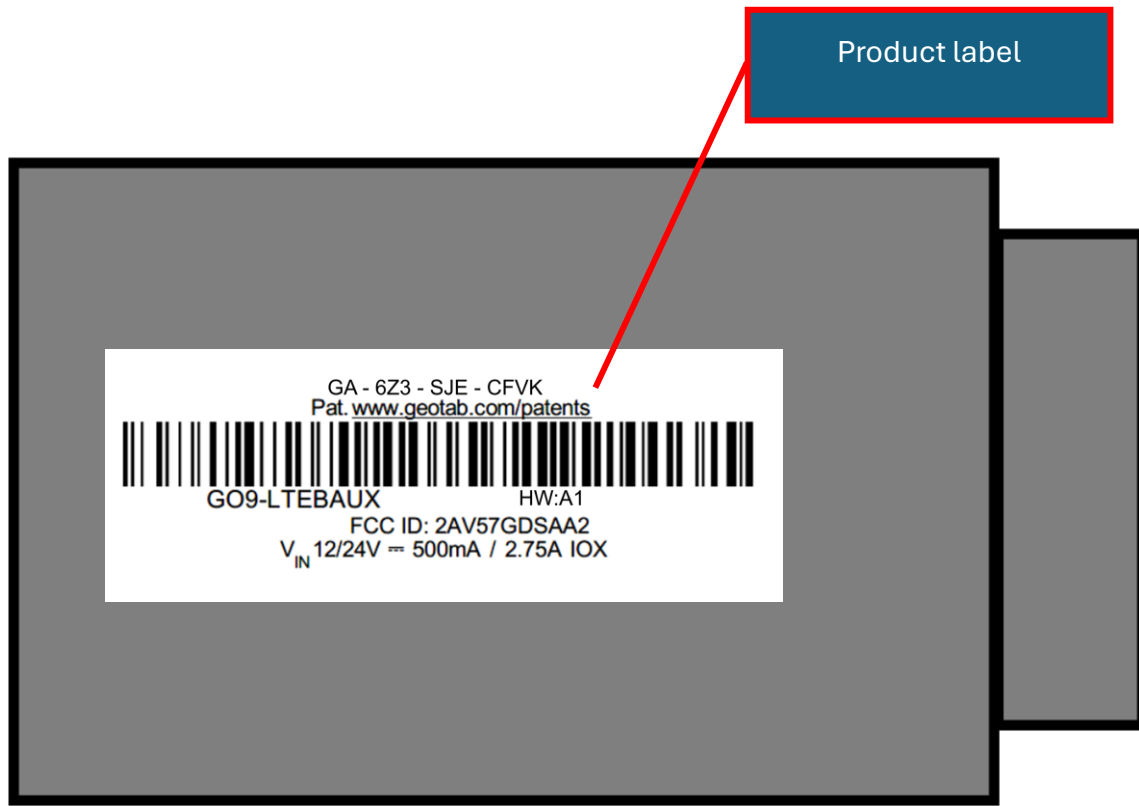 Product label
GA - 6Z3 - SJE - CFVK
Pat. www.geotab.com/patents
GO9-LTEBAUX HW:A1
FCC ID: 2AV57GDSAA2
VIN 12/24V ⎓ 500mA / 2.75A IOX